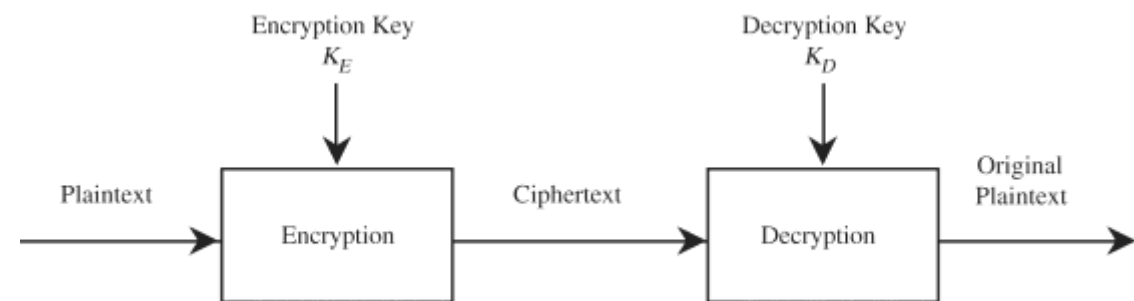 Encryption Key
K_E
Decryption Key
K_D
Plaintext
Encryption
Ciphertext
Decryption
Original
Plaintext